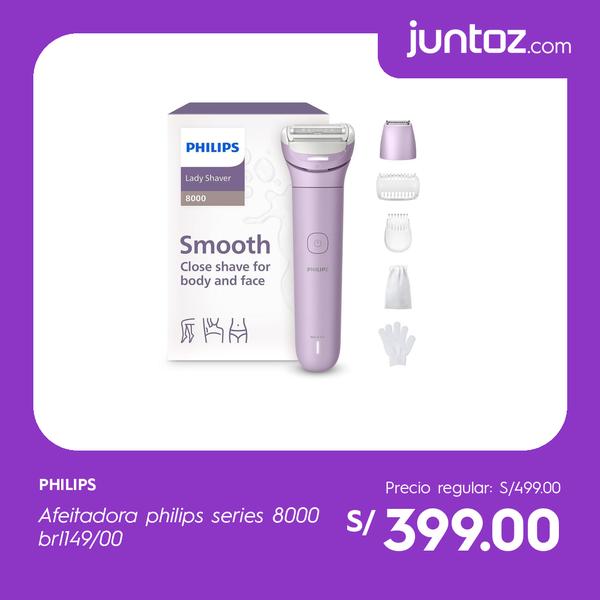 juntoz.com
PHILIPS
Lady Shaver
8000
Smooth
Close shave for
body and face
PHILIPS
PHILIPS
Afeitadora philips series 8000
brl149/00
Precio regular: S/499.00
S/ 399.00